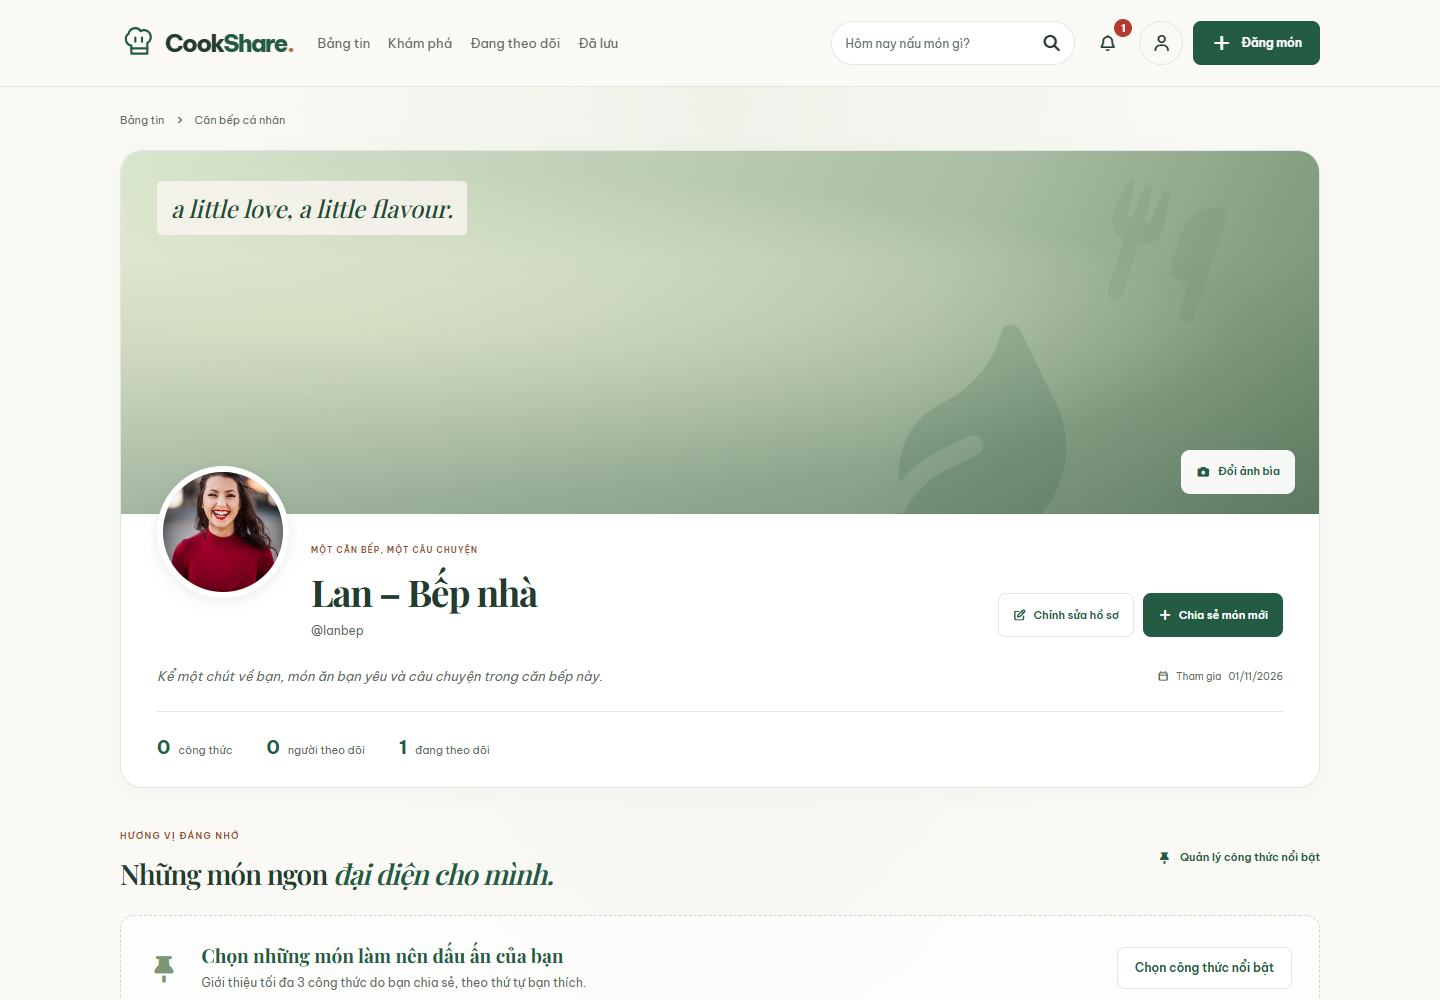 CookShare.
Bảng tin
Khám phá
Đang theo dõi
Đã lưu
Hôm nay nấu món gì?
1
Đăng món
Bảng tin > Căn bếp cá nhân
a little love, a little flavour.
Đổi ảnh bìa
MỘT CĂN BẾP, MỘT CÂU CHUYỆN
Lan – Bếp nhà
@lanbep
Chỉnh sửa hồ sơ
Chia sẻ món mới
Kể một chút về bạn, món ăn bạn yêu và câu chuyện trong căn bếp này.
Tham gia 01/11/2026
0 công thức
0 người theo dõi
1 đang theo dõi
HƯƠNG VỊ ĐÁNG NHỚ
Những món ngon đại diện cho mình.
Quản lý công thức nổi bật
Chọn những món làm nên dấu ấn của bạn
Giới thiệu tối đa 3 công thức do bạn chia sẻ, theo thứ tự bạn thích.
Chọn công thức nổi bật